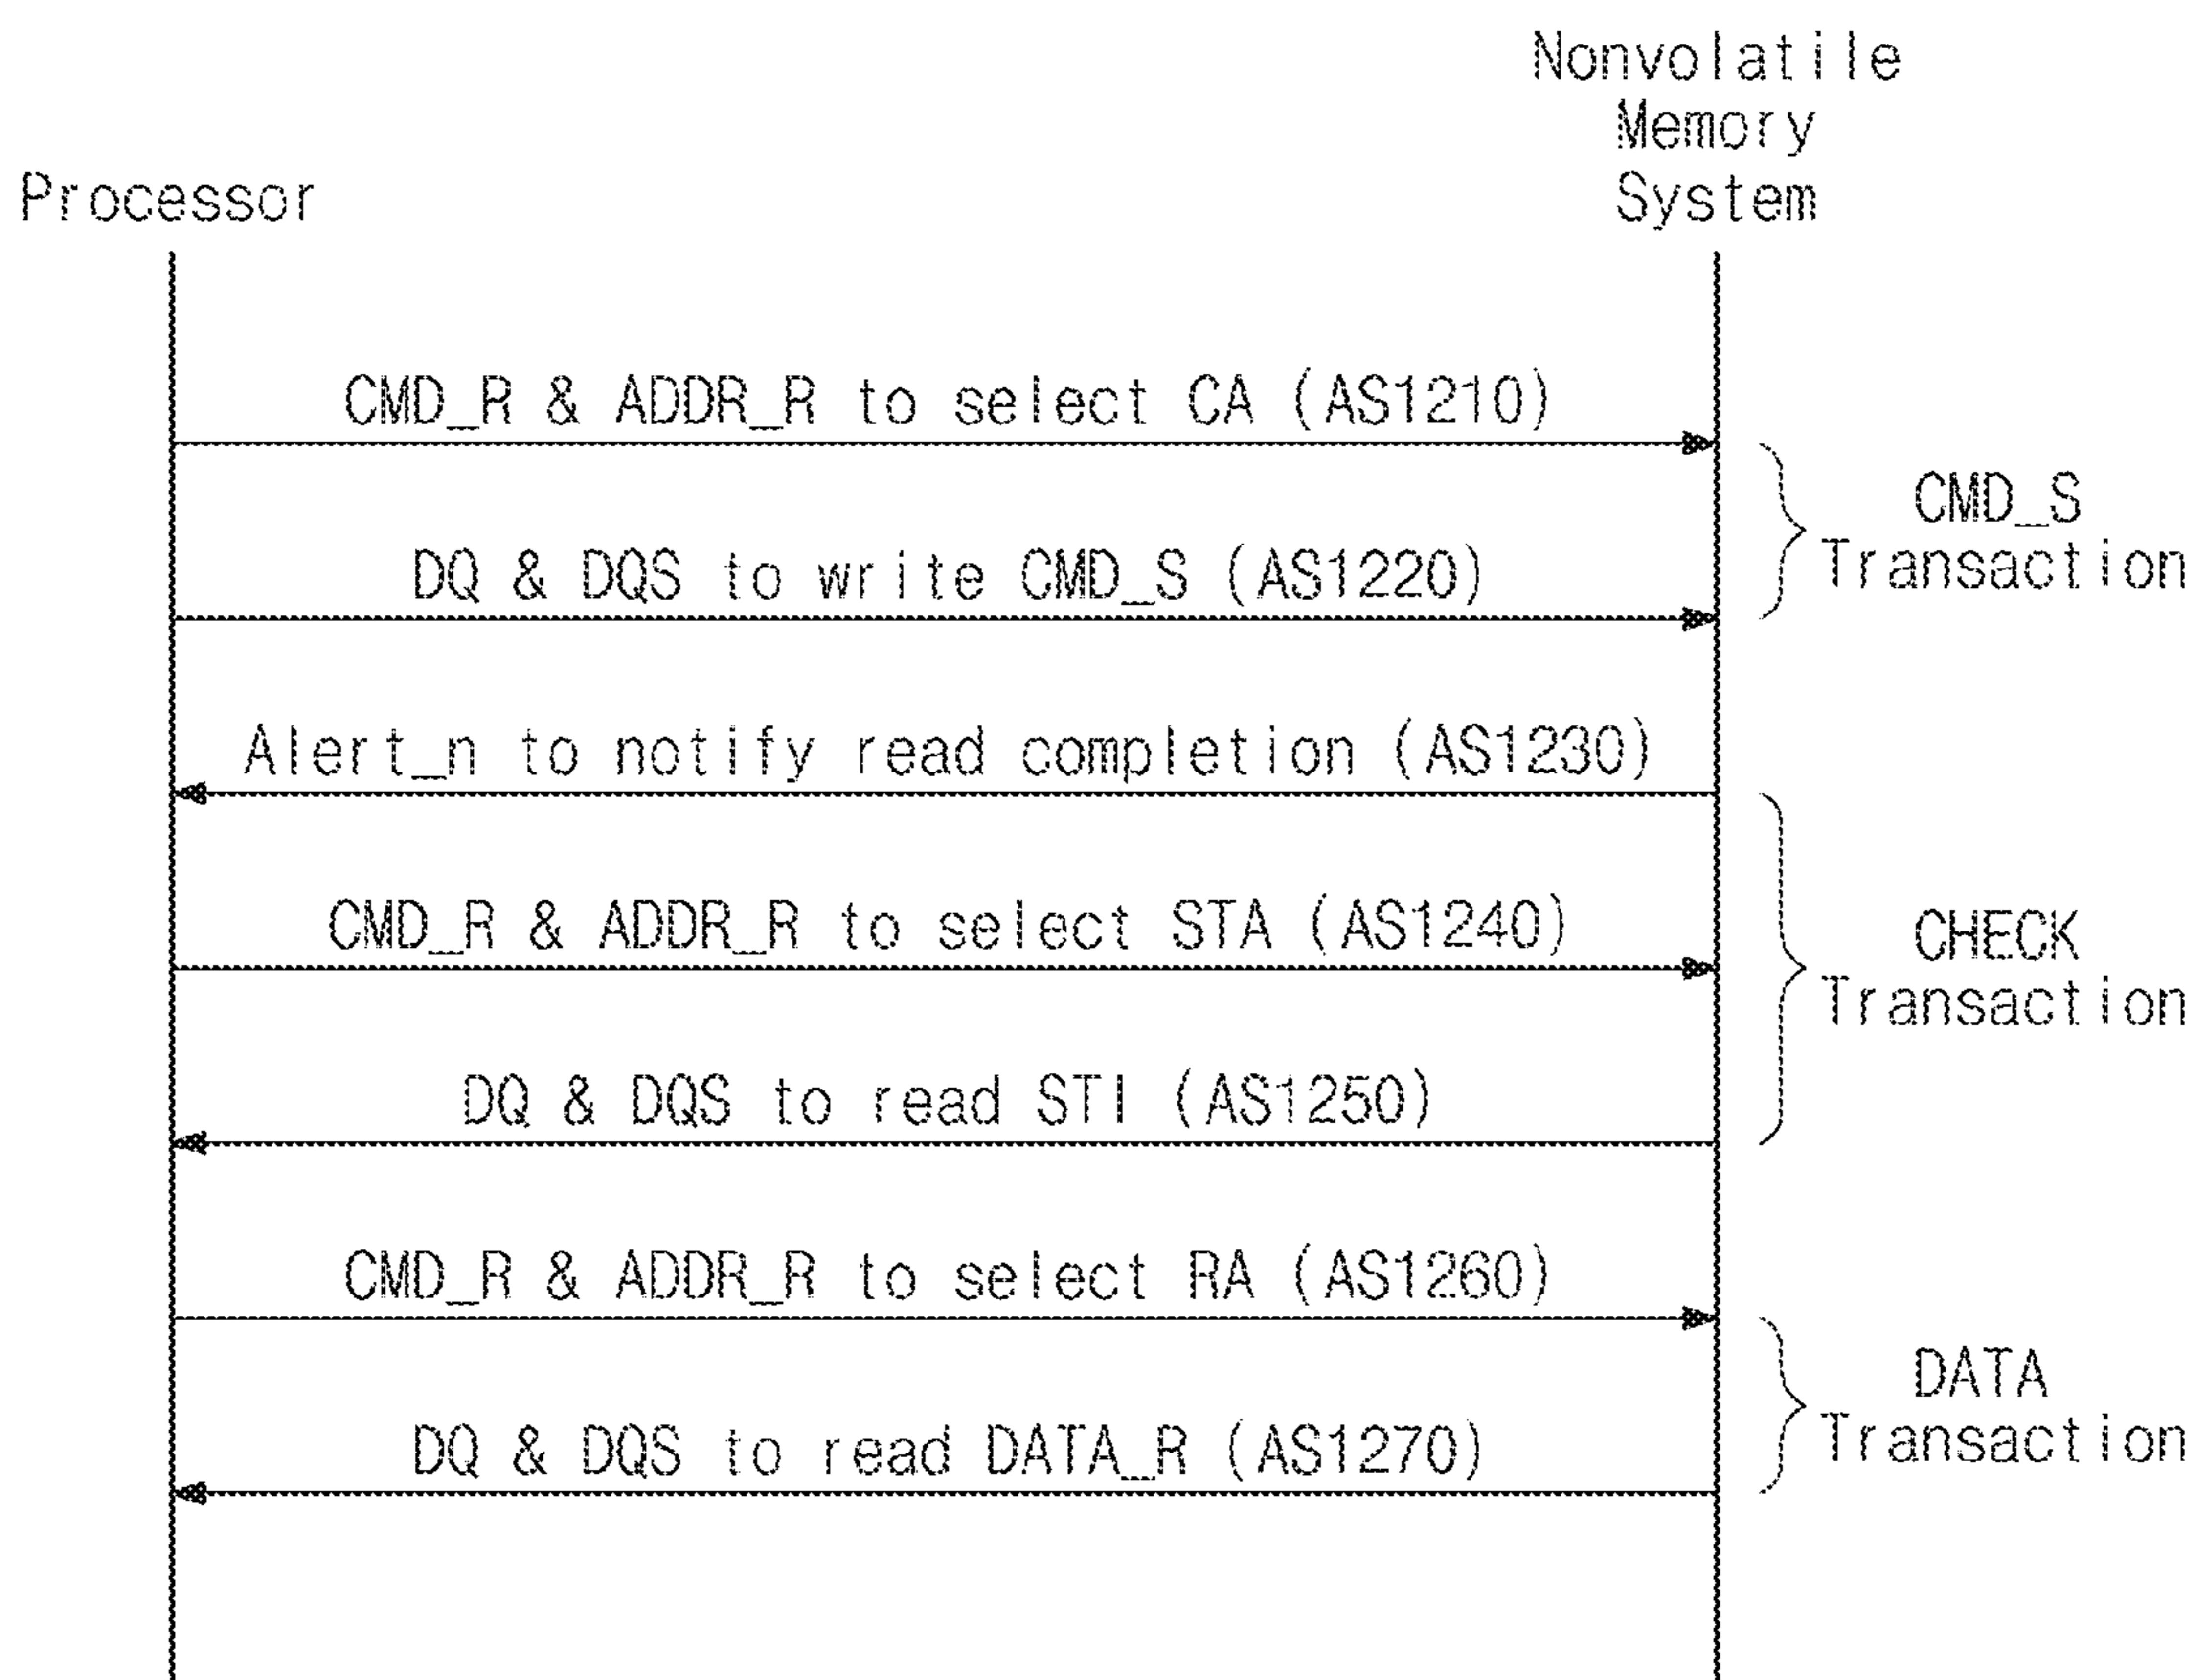 Nonvolatile
Memory
System
Processor
CMD_R & ADDR_R to select CA (AS1210)
CMD_S
Transaction
DQ & DQS to write CMD_S (AS1220)
Alert_n to notify read completion (AS1230)
CMD_R & ADDR_R to select STA (AS1240)
CHECK
Transaction
DQ & DQS to read STI (AS1250)
CMD_R & ADDR_R to select RA (AS1260)
DATA
Transaction
DQ & DQS to read DATA_R (AS1270)